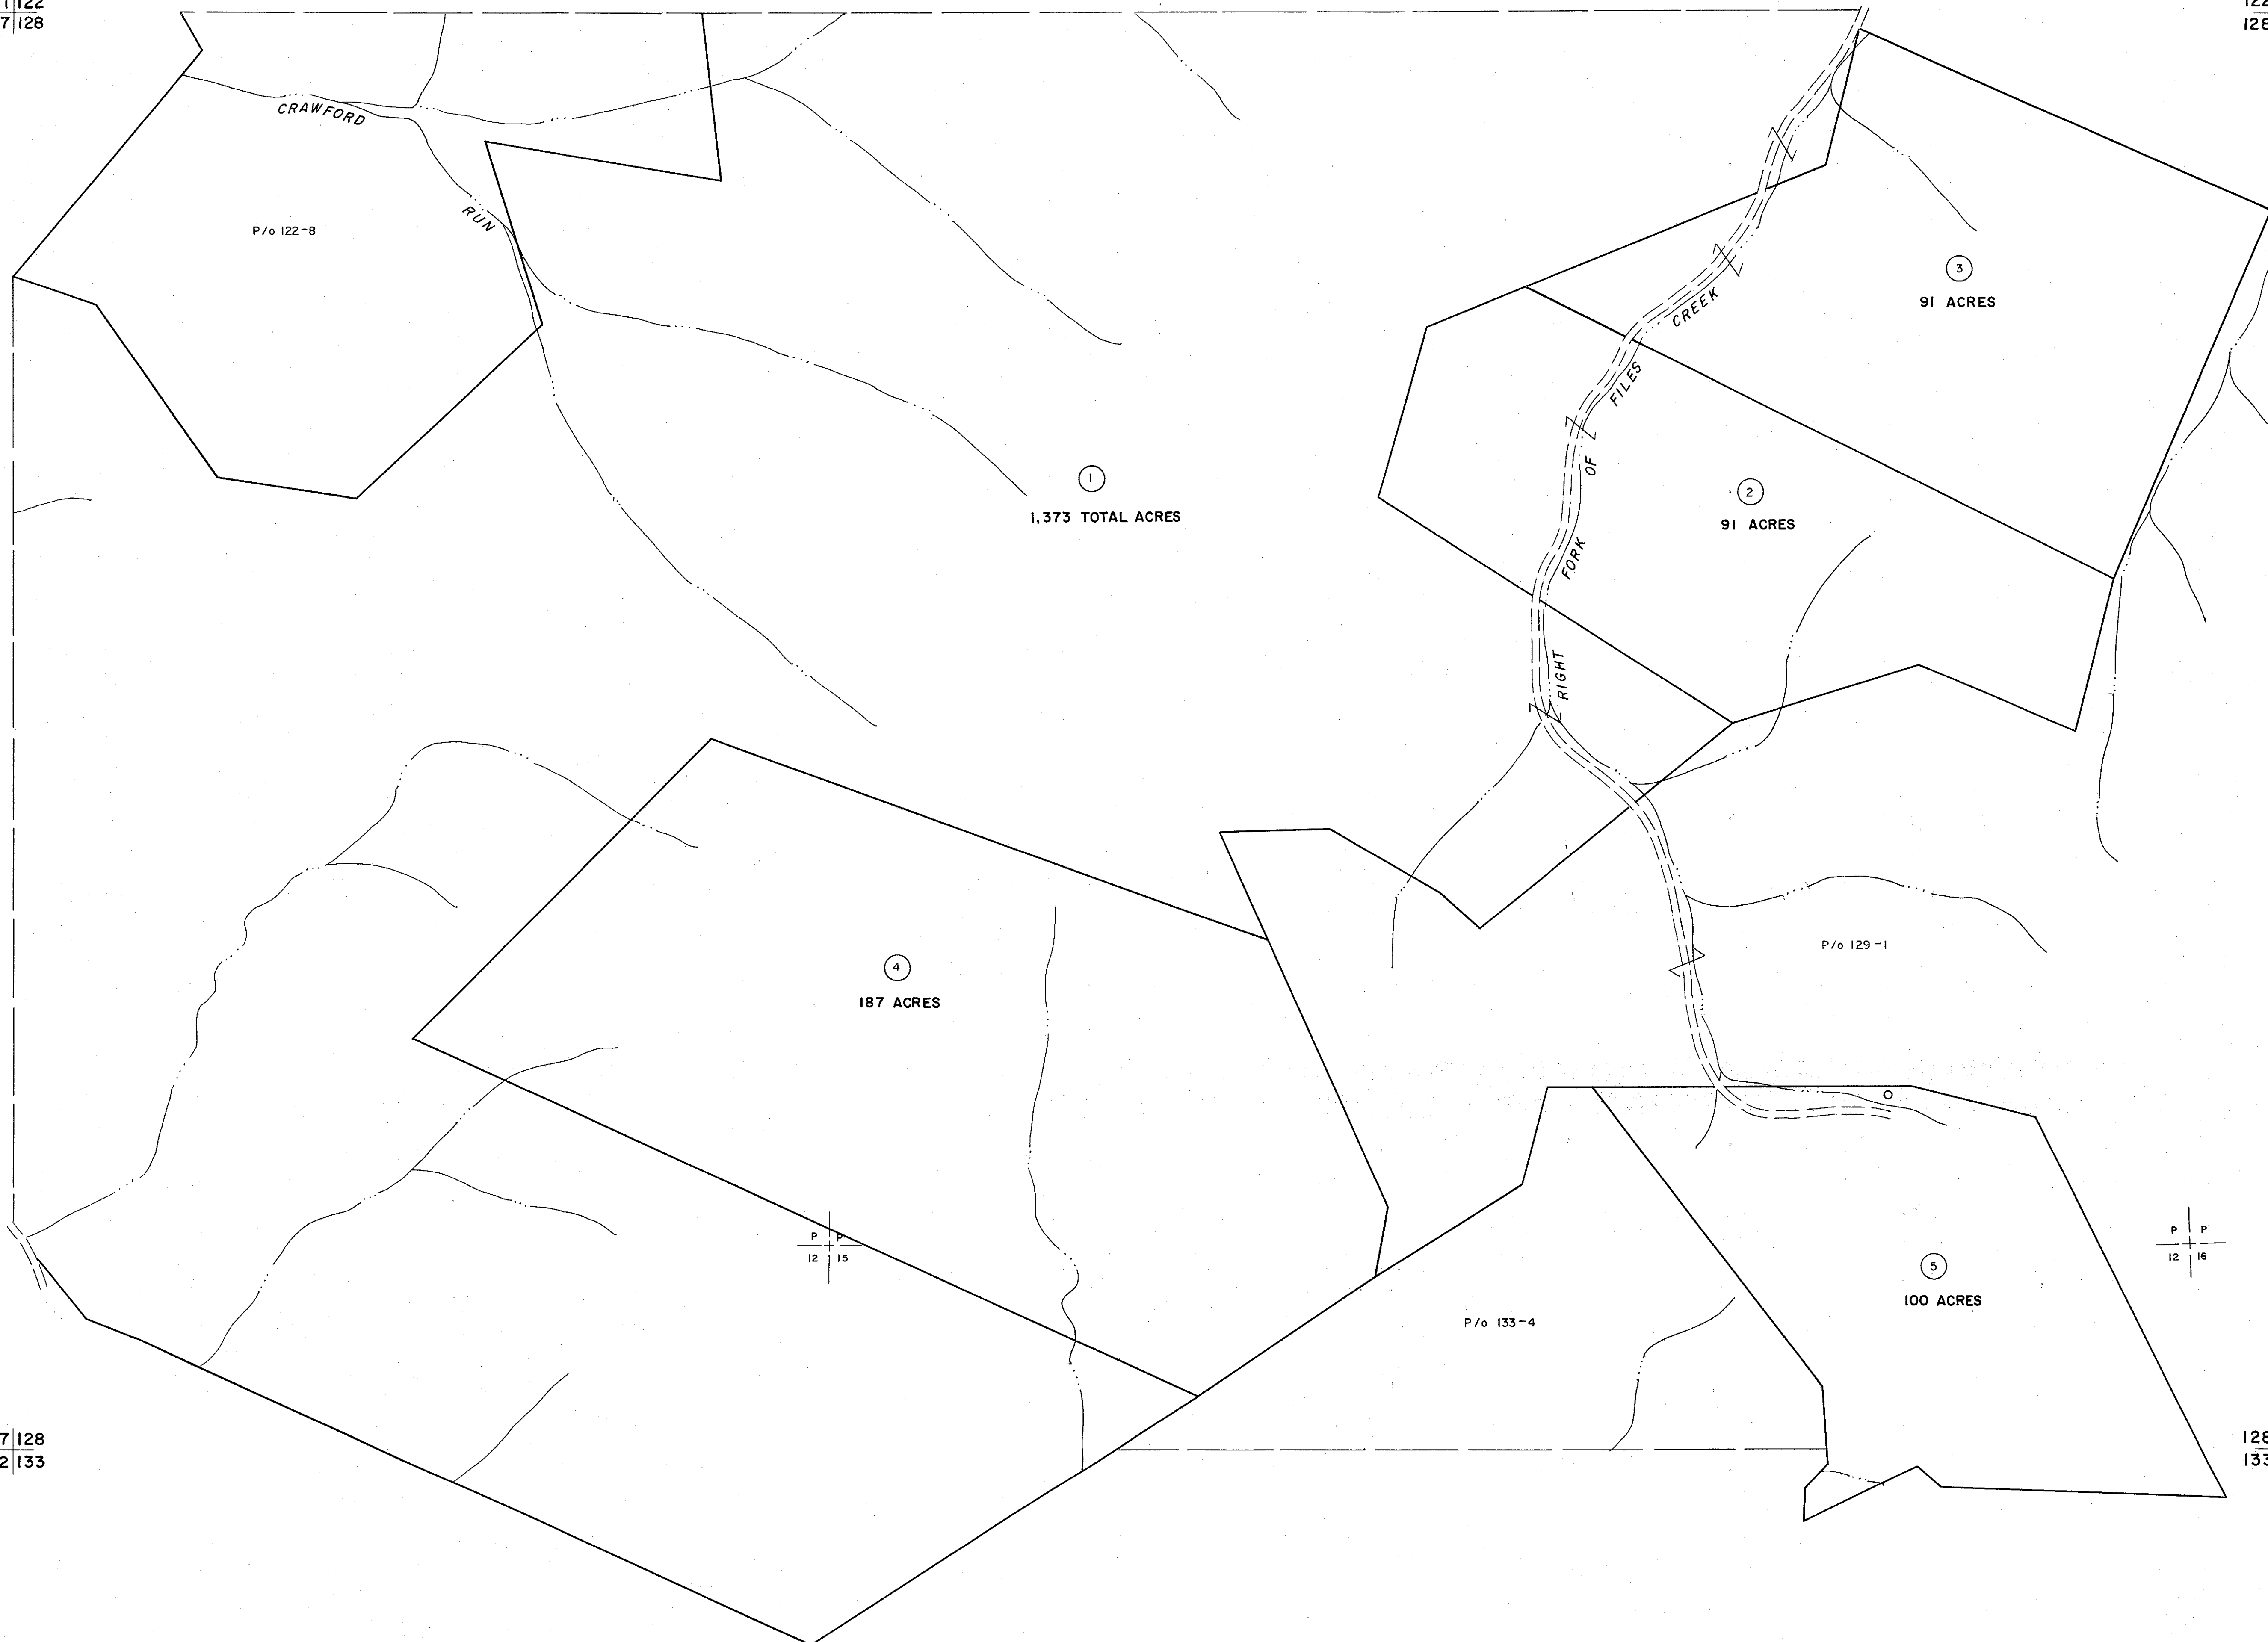 1|122
7|128
122
128
CRAWFORD
RUN
P/o 122-8
3
91 ACRES
CREEK
FILES
OF
FORK
RIGHT
1
1,373 TOTAL ACRES
2
91 ACRES
4
187 ACRES
P/o 129-1
P P
12 15
P P
12 16
5
100 ACRES
P/o 133-4
7|128
2|133
128
133